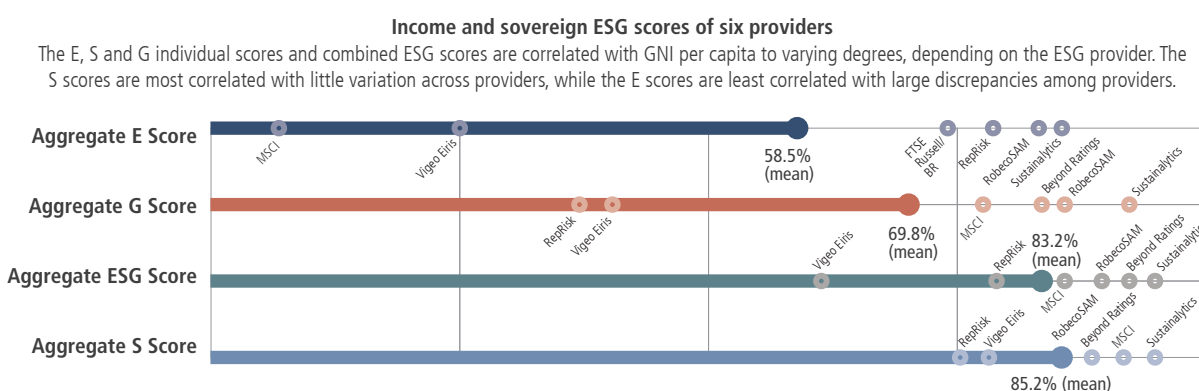 Income and sovereign ESG scores of six providers
The E, S and G individual scores and combined ESG scores are correlated with GNI per capita to varying degrees, depending on the ESG provider. The
S scores are most correlated with little variation across providers, while the E scores are least correlated with large discrepancies among providers.
Aggregate E Score
MSCI
Vigeo Eiris
58.5%
(mean)
FTSE
Russell/
BR
RepRisk
RobecoSAM
Sustainalytics
Aggregate G Score
RepRisk
Vigeo Eiris
69.8%
(mean)
MSCI
Beyond Ratings
RobecoSAM
Sustainalytics
Aggregate ESG Score
Vigeo Eiris
RepRisk
83.2%
(mean)
MSCI
RobecoSAM
Beyond Ratings
Sustainalytics
Aggregate S Score
RepRisk
Vigeo Eiris
RobecoSAM
85.2% (mean)
Beyond Ratings
MSCI
Sustainalytics